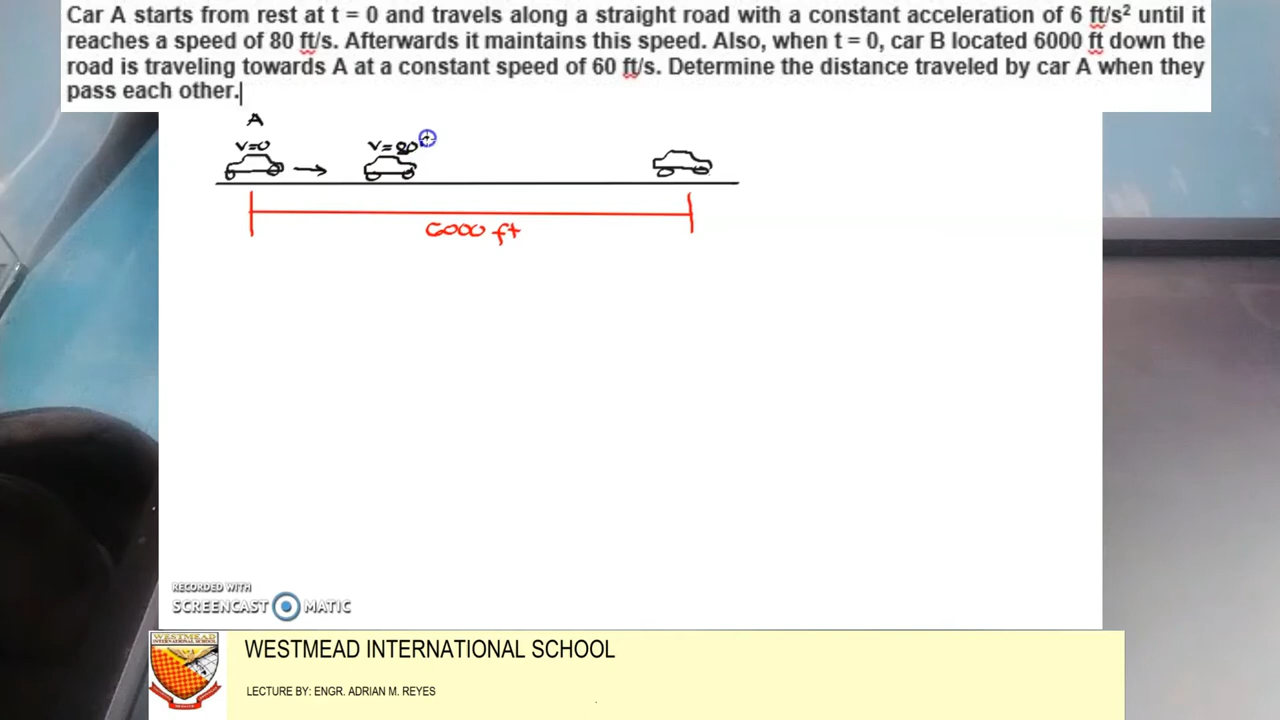 Car A starts from rest at t = 0 and travels along a straight road with a constant acceleration of 6 ft/s² until it
reaches a speed of 80 ft/s. Afterwards it maintains this speed. Also, when t = 0, car B located 6000 ft down the
road is traveling towards A at a constant speed of 60 ft/s. Determine the distance traveled by car A when they
pass each other.
A
V=0 V=80
6000 ft
RECORDED WITH
SCREENCAST MATIC
WESTMEAD
WESTMEAD INTERNATIONAL SCHOOL
LECTURE BY: ENGR. ADRIAN M. REYES